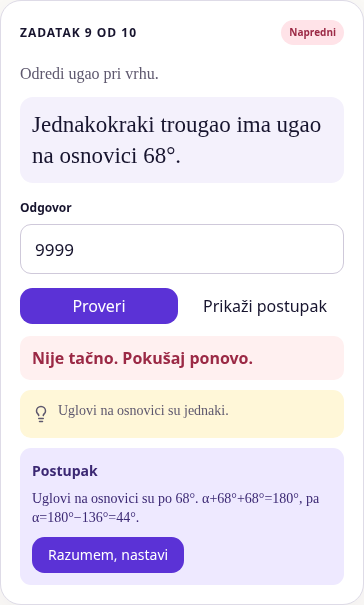 ZADATAK 9 OD 10
Napredni
Odredi ugao pri vrhu.
Jednakokraki trougao ima ugao
na osnovici 68°.
Odgovor
9999
Proveri
Prikaži postupak
Nije tačno. Pokušaj ponovo.
Uglovi na osnovici su jednaki.
Postupak
Uglovi na osnovici su po 68°. α+68°+68°=180°, pa
α=180°−136°=44°.
Razumem, nastavi